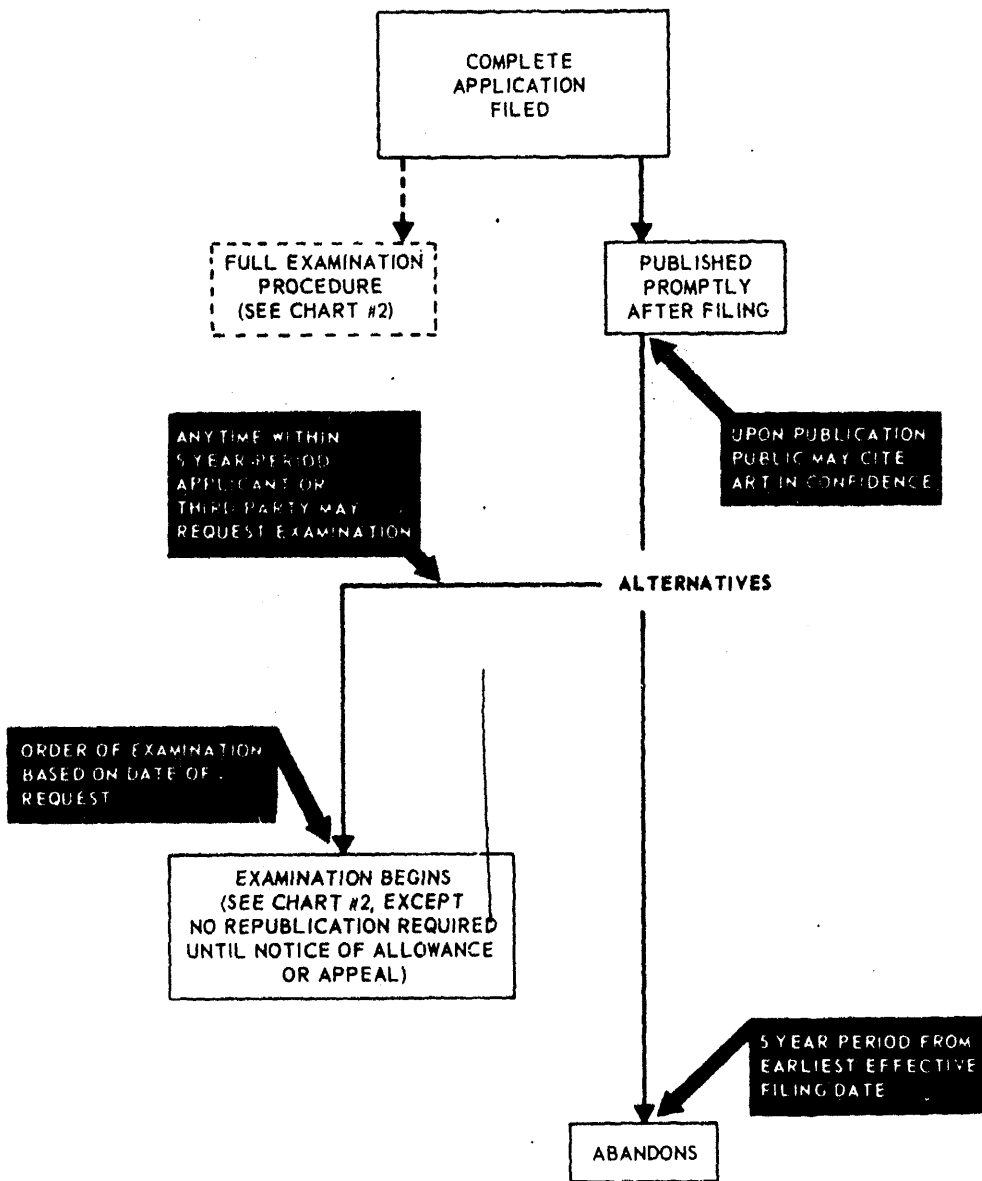 COMPLETE
APPLICATION
FILED
FULL EXAMINATION
PROCEDURE
(SEE CHART #2)
PUBLISHED
PROMPTLY
AFTER FILING
ANYTIME WITHIN
5 YEAR PERIOD
APPLICANT OR
THIRD PARTY MAY
REQUEST EXAMINATION
UPON PUBLICATION
PUBLIC MAY CITE
ART IN CONFIDENCE
ALTERNATIVES
ORDER OF EXAMINATION
BASED ON DATE OF
REQUEST
EXAMINATION BEGINS
(SEE CHART #2, EXCEPT
NO REPUBLICATION REQUIRED
UNTIL NOTICE OF ALLOWANCE
OR APPEAL)
5 YEAR PERIOD FROM
EARLIEST EFFECTIVE
FILING DATE
ABANDONS